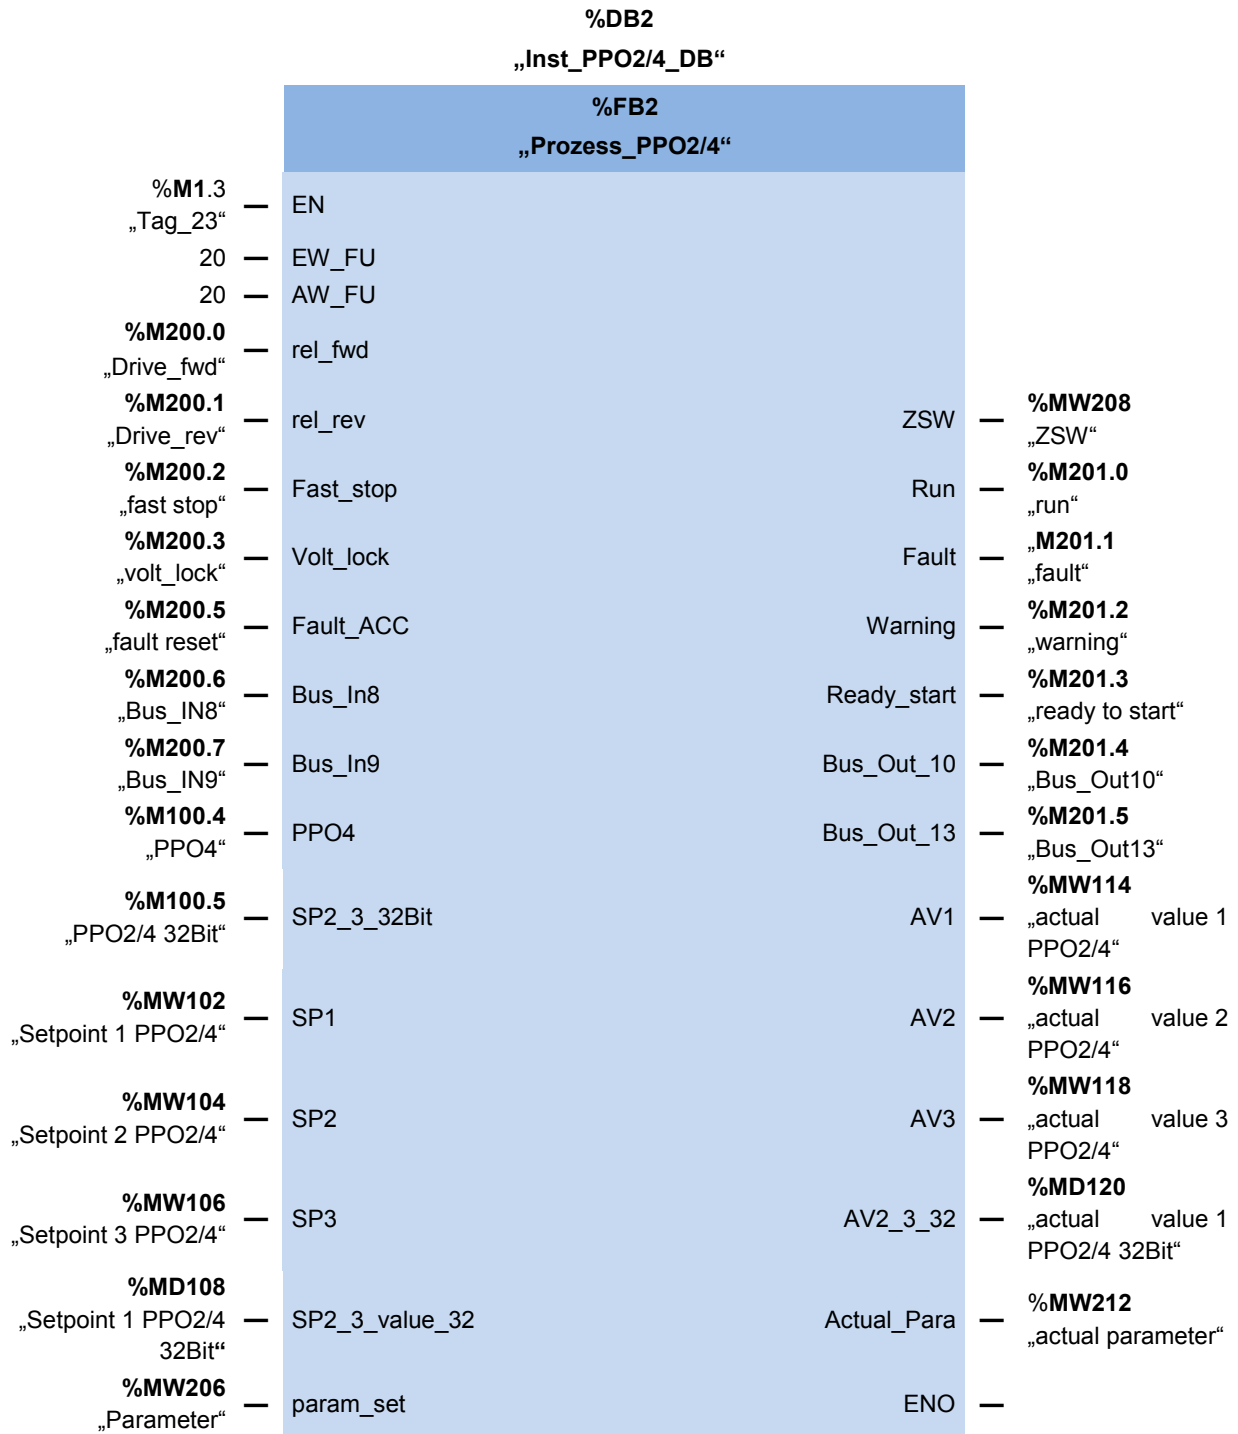 %DB2
„Inst_PPO2/4_DB“
%FB2
„Prozess_PPO2/4“
%M1.3
„Tag_23“
EN
20
EW_FU
20
AW_FU
%M200.0
„Drive_fwd“
rel_fwd
%M200.1
„Drive_rev“
rel_rev
ZSW
%MW208
„ZSW“
%M200.2
„fast stop“
Fast_stop
Run
%M201.0
„run“
%M200.3
„volt_lock“
Volt_lock
Fault
„M201.1
„fault“
%M200.5
„fault reset“
Fault_ACC
Warning
%M201.2
„warning“
%M200.6
„Bus_IN8“
Bus_In8
Ready_start
%M201.3
„ready to start“
%M200.7
„Bus_IN9“
Bus_In9
Bus_Out_10
%M201.4
„Bus_Out10“
%M100.4
„PPO4“
PPO4
Bus_Out_13
%M201.5
„Bus_Out13“
%M100.5
„PPO2/4 32Bit“
SP2_3_32Bit
AV1
%MW114
„actual value 1
PPO2/4“
%MW102
„Setpoint 1 PPO2/4“
SP1
AV2
%MW116
„actual value 2
PPO2/4“
%MW104
„Setpoint 2 PPO2/4“
SP2
AV3
%MW118
„actual value 3
PPO2/4“
%MW106
„Setpoint 3 PPO2/4“
SP3
AV2_3_32
%MD120
„actual value 1
PPO2/4 32Bit“
%MD108
„Setpoint 1 PPO2/4
32Bit“
SP2_3_value_32
Actual_Para
%MW212
„actual parameter“
%MW206
„Parameter“
param_set
ENO